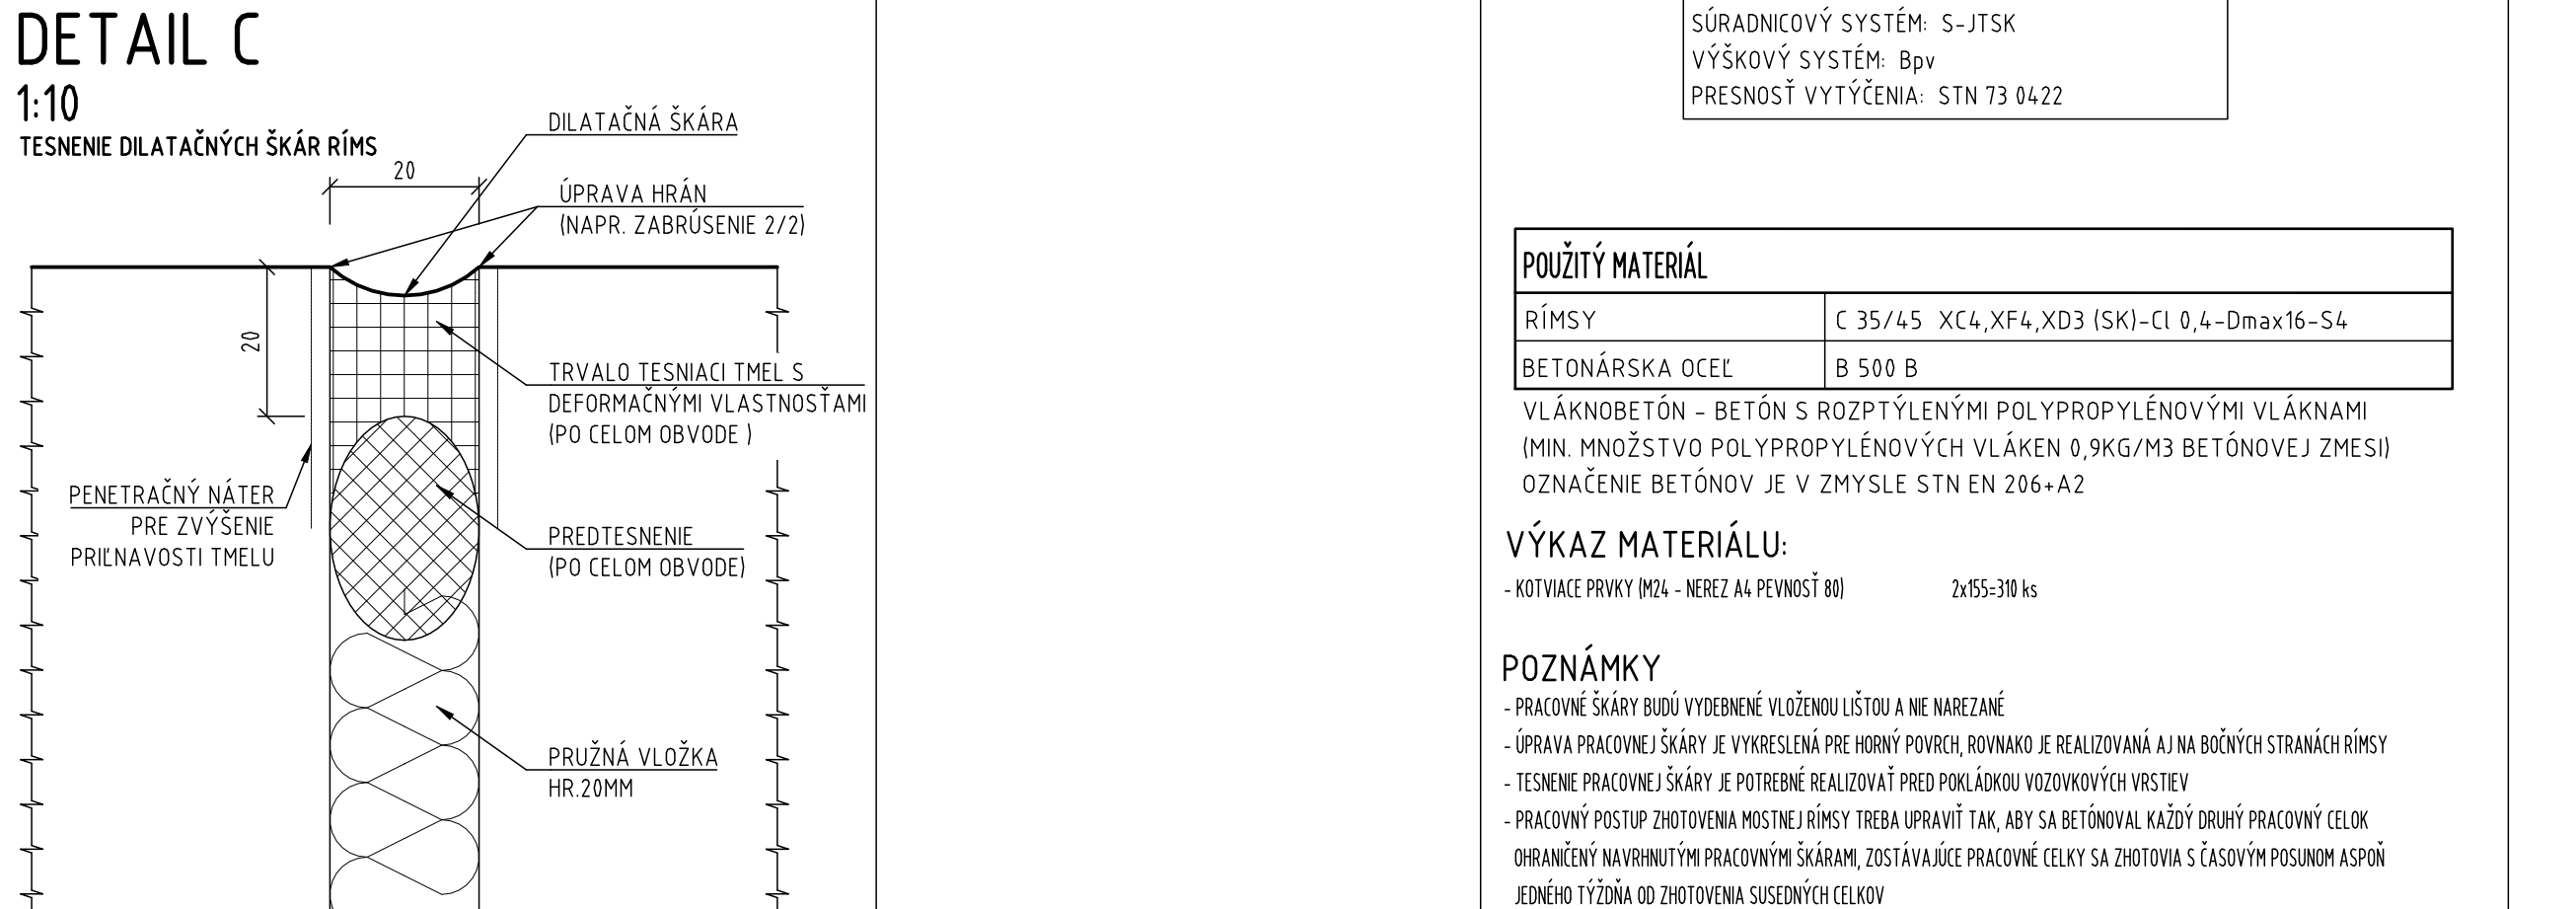 DETAIL C
1:10
TESNENIE DILATAČNÝCH ŠKÁR RÍMS
20
DILATAČNÁ ŠKÁRA
ÚPRAVA HRÁN
(NAPR. ZABRÚSENIE 2/2)
20
TRVALO TESNIACI TMEL S
DEFORMAČNÝMI VLASTNOSŤAMI
(PO CELOM OBVODE )
PENETRAČNÝ NÁTER
PRE ZVÝŠENIE
PRIĽNAVOSTI TMELU
PREDTESNENIE
(PO CELOM OBVODE)
PRUŽNÁ VLOŽKA
HR.20MM
SÚRADNICOVÝ SYSTÉM: S-JTSK
VÝŠKOVÝ SYSTÉM: Bpv
PRESNOSŤ VYTÝČENIA: STN 73 0422
POUŽITÝ MATERIÁL
RÍMSY C 35/45 XC4,XF4,XD3 (SK)-Cl 0,4-Dmax16-S4
BETONÁRSKA OCEĽ B 500 B
VLÁKNOBETÓN - BETÓN S ROZPTÝLENÝMI POLYPROPYLÉNOVÝMI VLÁKNAMI
(MIN. MNOŽSTVO POLYPROPYLÉNOVÝCH VLÁKEN 0,9KG/M3 BETÓNOVEJ ZMESI)
OZNAČENIE BETÓNOV JE V ZMYSLE STN EN 206+A2
VÝKAZ MATERIÁLU:
- KOTVIACE PRVKY (M24 - NEREZ A4 PEVNOSŤ 80) 2x155=310 ks
POZNÁMKY
- PRACOVNÉ ŠKÁRY BUDÚ VYDEBNENÉ VLOŽENOU LIŠTOU A NIE NAREZANÉ
- ÚPRAVA PRACOVNEJ ŠKÁRY JE VYKRESLENÁ PRE HORNÝ POVRCH, ROVNAKO JE REALIZOVANÁ AJ NA BOČNÝCH STRANÁCH RÍMSY
- TESNENIE PRACOVNEJ ŠKÁRY JE POTREBNÉ REALIZOVAŤ PRED POKLÁDKOU VOZOVKOVÝCH VRSTIEV
- PRACOVNÝ POSTUP ZHOTOVENIA MOSTNEJ RÍMSY TREBA UPRAVIŤ TAK, ABY SA BETÓNOVAL KAŽDÝ DRUHÝ PRACOVNÝ CELOK
OHRANIČENÝ NAVRHNUTÝMI PRACOVNÝMI ŠKÁRAMI, ZOSTÁVAJÚCE PRACOVNÉ CELKY SA ZHOTOVIA S ČASOVÝM POSUNOM ASPOŇ
JEDNÉHO TÝŽDŇA OD ZHOTOVENIA SUSEDNÝCH CELKOV